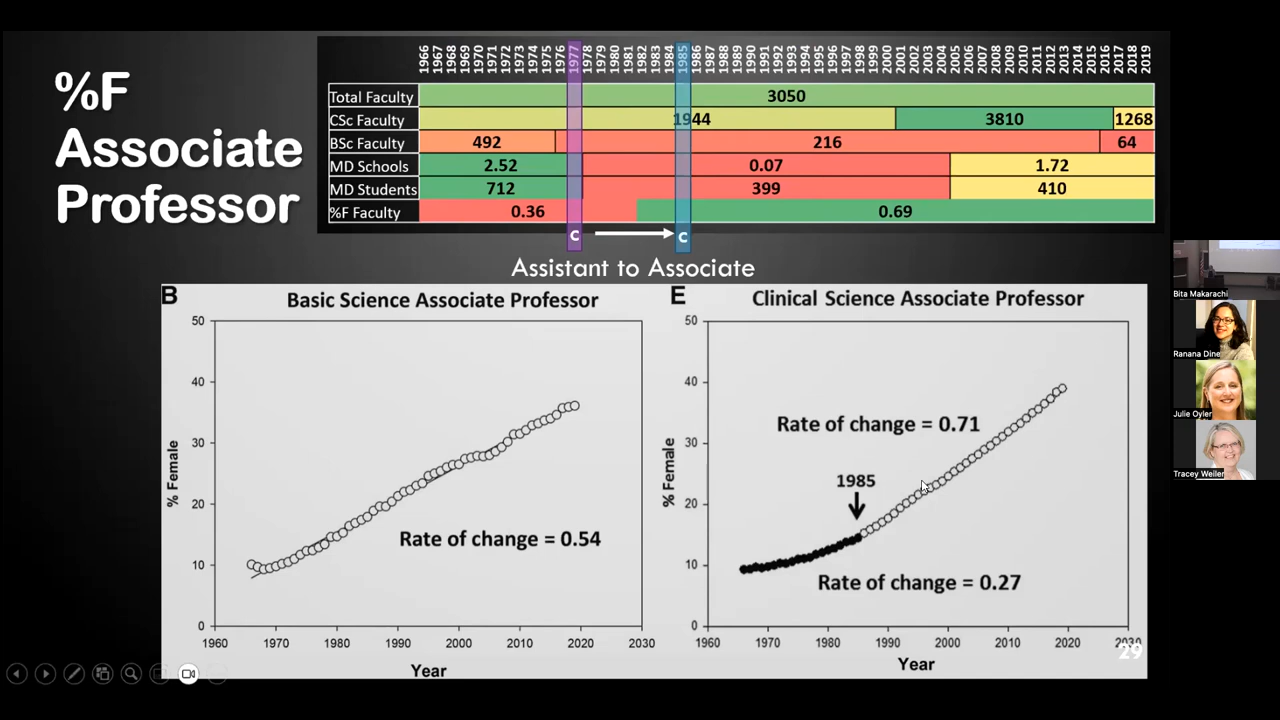 %F
Associate
Professor
1966 1967 1968 1969 1970 1971 1972 1973 1974 1975 1976 1977 1978 1979 1980 1981 1982 1983 1984 1985 1986 1987 1988 1989 1990 1991 1992 1993 1994 1995 1996 1997 1998 1999 2000 2001 2002 2003 2004 2005 2006 2007 2008 2009 2010 2011 2012 2013 2014 2015 2016 2017 2018 2019
Total Faculty 3050
CSc Faculty 1944 3810 1268
BSc Faculty 492 216 64
MD Schools 2.52 0.07 1.72
MD Students 712 399 410
%F Faculty 0.36 0.69
C C
Assistant to Associate
B Basic Science Associate Professor
50
40
30
20
10
0
% Female
Rate of change = 0.54
1960 1970 1980 1990 2000 2010 2020 2030
Year
E Clinical Science Associate Professor
50
40
30
20
10
0
% Female
Rate of change = 0.71
1985
Rate of change = 0.27
1960 1970 1980 1990 2000 2010 2020 2030
Year
29
Bita Makarachi
Ranana Dine
Julie Oyler
Tracey Weiler